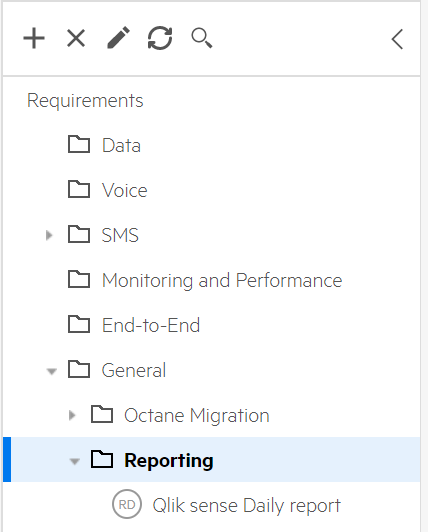 Requirements
Data
Voice
SMS
Monitoring and Performance
End-to-End
General
Octane Migration
Reporting
RD Qlik sense Daily report